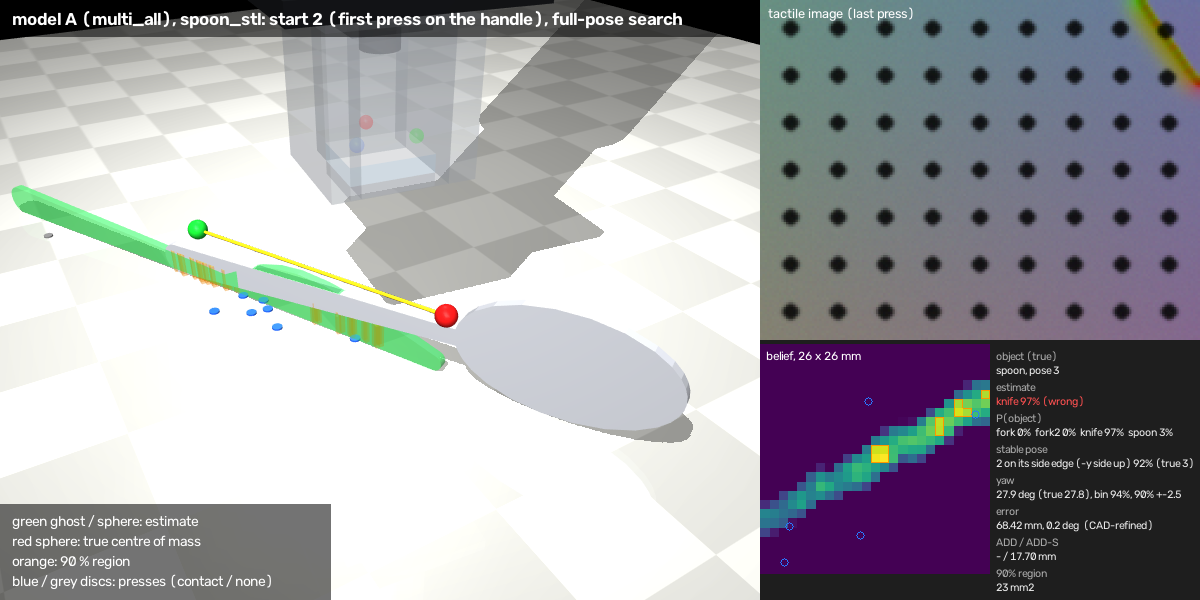 model A (multi_all), spoon_stl: start 2 (first press on the handle), full-pose search
tactile image (last press)
belief, 26 x 26 mm
object (true)
spoon, pose 3
estimate
knife 97% (wrong)
P(object)
fork 0% fork2 0% knife 97% spoon 3%
stable pose
2 on its side edge (-y side up) 92% (true 3)
yaw
27.9 deg (true 27.8), bin 94%, 90% +-2.5
error
68.42 mm, 0.2 deg (CAD-refined)
ADD / ADD-S
- / 17.70 mm
90% region
23 mm2
green ghost / sphere: estimate
red sphere: true centre of mass
orange: 90 % region
blue / grey discs: presses (contact / none)